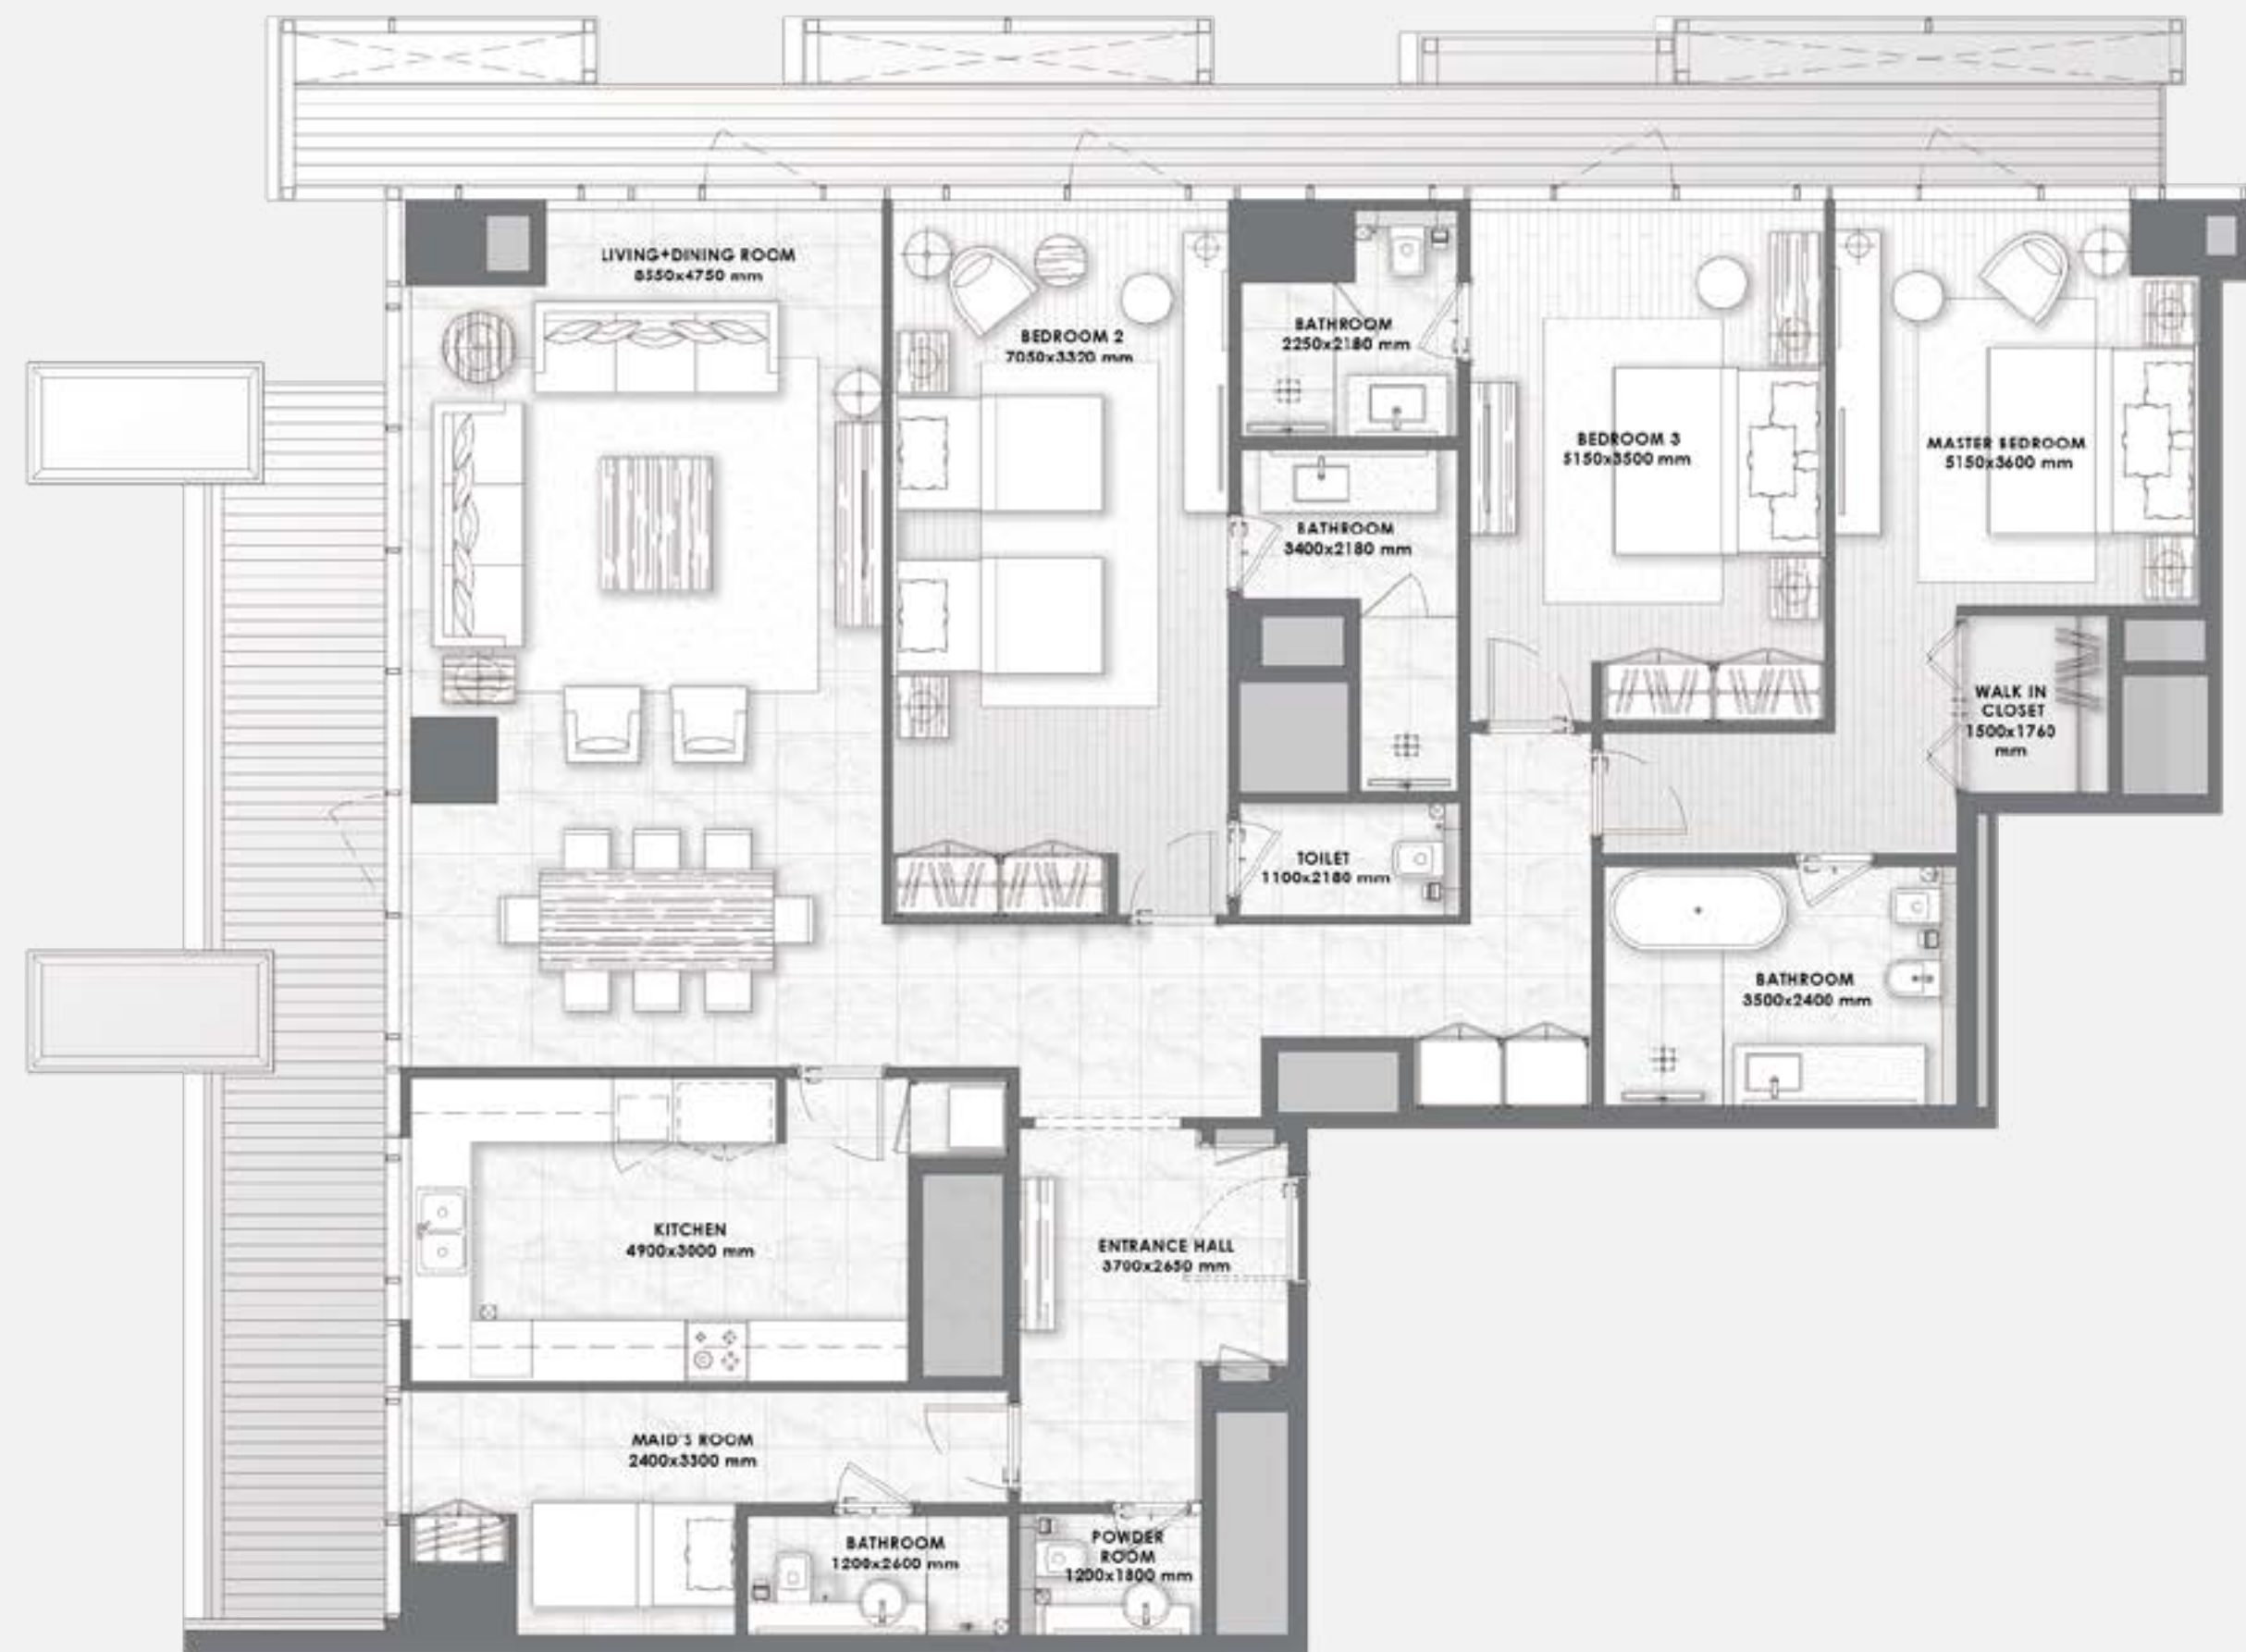 LIVING+DINING ROOM
8550x4750 mm
BEDROOM 2
7050x3320 mm
BATHROOM
2250x2180 mm
BEDROOM 3
5150x3500 mm
MASTER BEDROOM
5150x3600 mm
BATHROOM
3400x2180 mm
WALK IN
CLOSET
1500x1760
mm
TOILET
1100x2180 mm
BATHROOM
3500x2400 mm
KITCHEN
4900x3000 mm
ENTRANCE HALL
3700x2650 mm
MAID'S ROOM
2400x3300 mm
BATHROOM
1200x2600 mm
POWDER
ROOM
1200x1800 mm